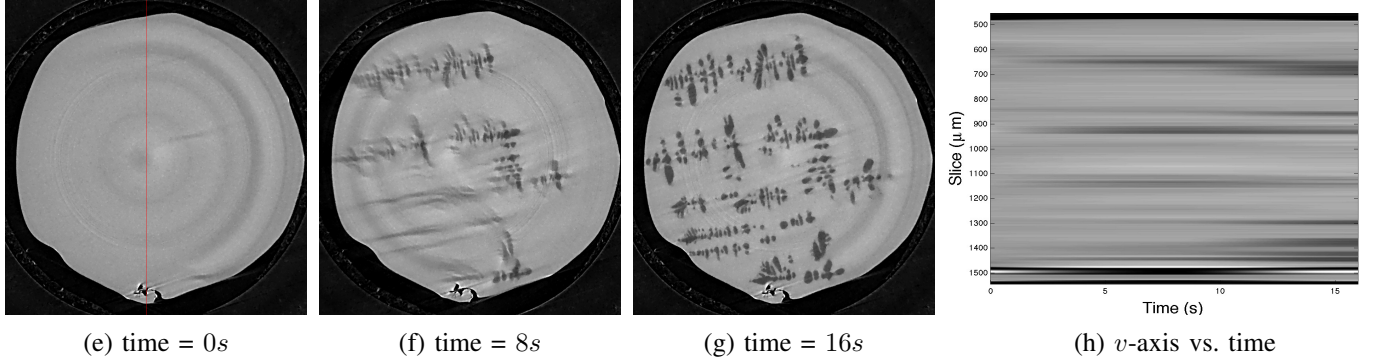 500
600
700
800
900
1000
1100
1200
1300
1400
1500
Slice (μ m)
0 5 10 15
Time (s)
(e) time = 0s (f) time = 8s (g) time = 16s (h) v-axis vs. time